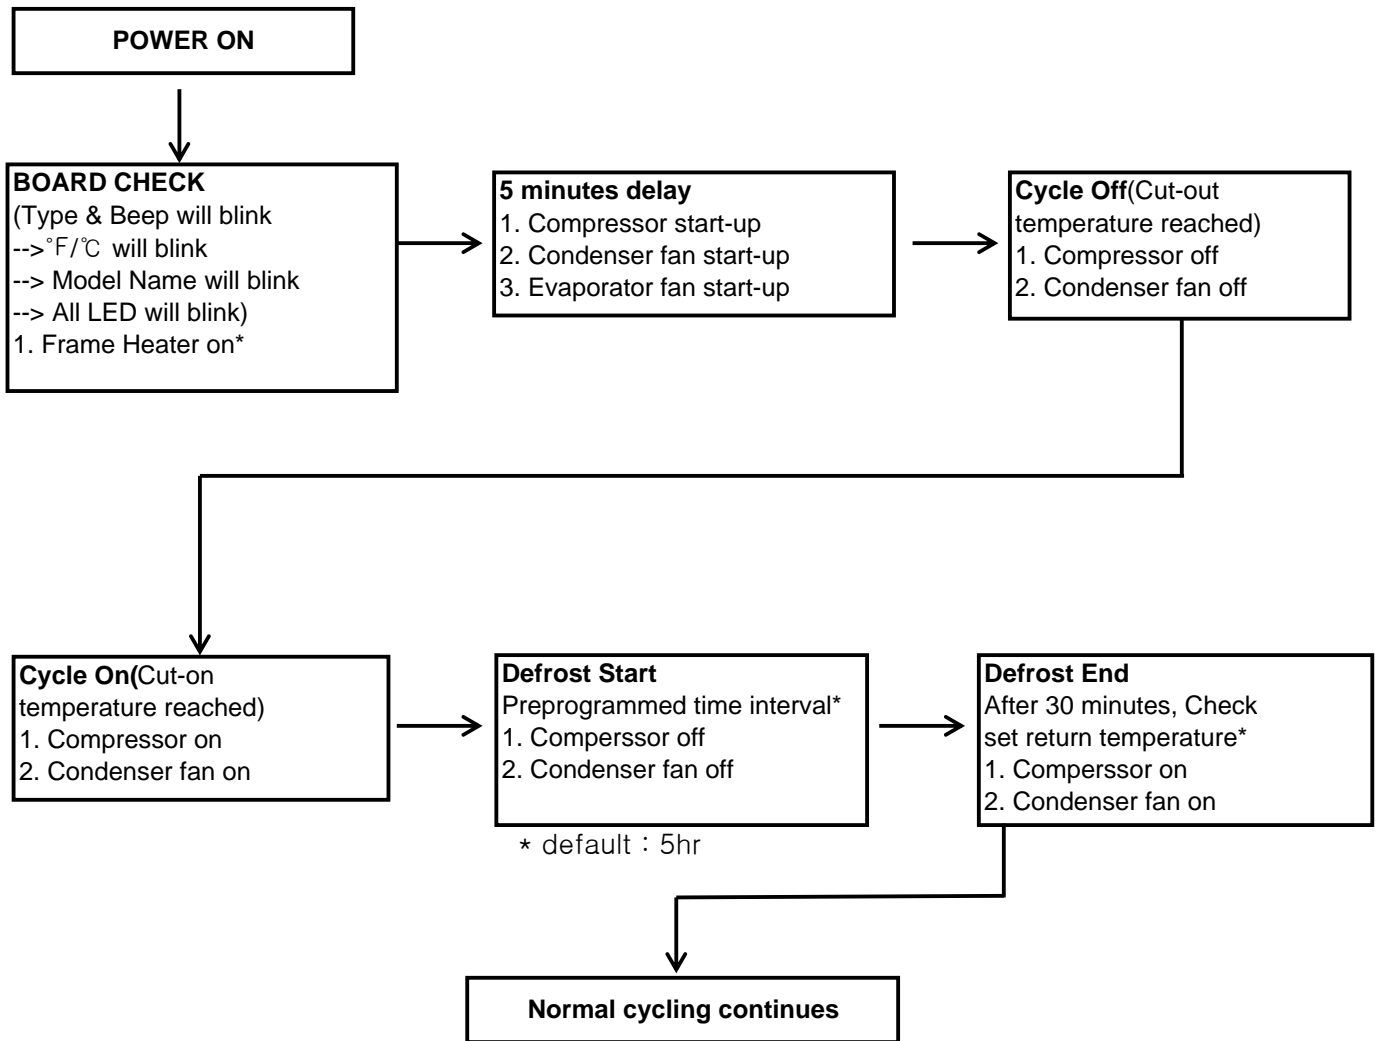 POWER ON
BOARD CHECK
(Type & Beep will blink
-->°F/℃ will blink
--> Model Name will blink
--> All LED will blink)
1. Frame Heater on*
5 minutes delay
1. Compressor start-up
2. Condenser fan start-up
3. Evaporator fan start-up
Cycle Off(Cut-out
temperature reached)
1. Compressor off
2. Condenser fan off
Cycle On(Cut-on
temperature reached)
1. Compressor on
2. Condenser fan on
Defrost Start
Preprogrammed time interval*
1. Comperssor off
2. Condenser fan off
* default : 5hr
Defrost End
After 30 minutes, Check
set return temperature*
1. Comperssor on
2. Condenser fan on
Normal cycling continues